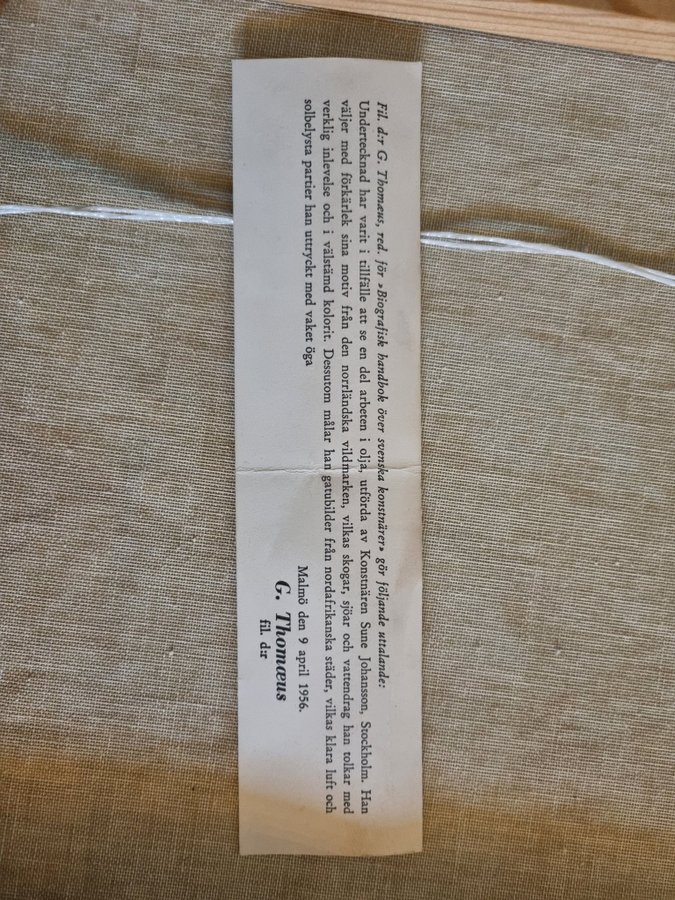 Fil. d:r G. Thomæus, red. för »Biografisk handbok över svenska konstnärer» gör följande uttalande:
Undertecknad har varit i tillfälle att se en del arbeten i olja, utförda av Konstnären Sune Johansson, Stockholm. Han
väljer med förkärlek sina motiv från den norrländska vildmarken, vilkas skogar, sjöar och vattendrag han tolkar med
verklig inlevelse och i välstämd kolorit. Dessutom målar han gatubilder från nordafrikanska städer, vilkas klara luft och
solbelysta partier han uttryckt med vaket öga
Malmö den 9 april 1956.
G. Thomæus
fil. d:r